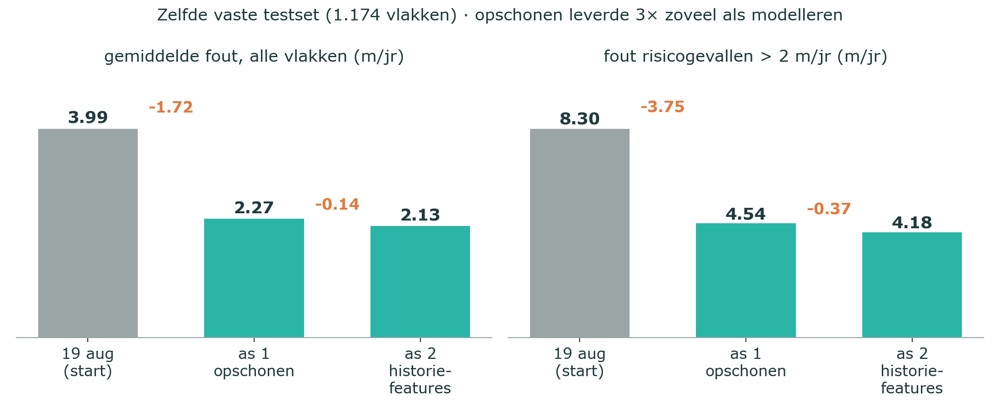 Zelfde vaste testset (1.174 vlakken) · opschonen leverde 3× zoveel als modelleren
gemiddelde fout, alle vlakken (m/jr)
3.99
-1.72
2.27
-0.14
2.13
19 aug
(start)
as 1
opschonen
as 2
historie-
features
fout risicogevallen > 2 m/jr (m/jr)
8.30
-3.75
4.54
-0.37
4.18
19 aug
(start)
as 1
opschonen
as 2
historie-
features